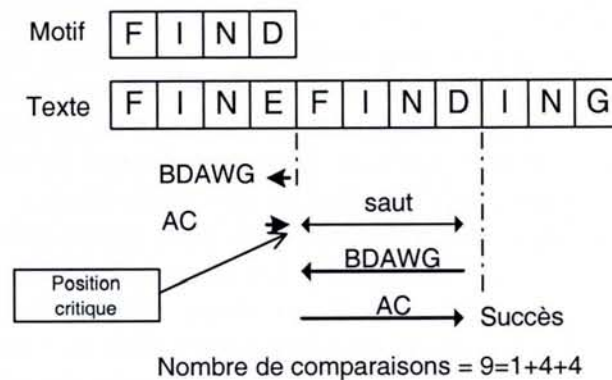 Motif F I N D
Texte F I N E F I N D I N G
BDAWG
AC saut
BDAWG
Position
critique
AC Succès
Nombre de comparaisons = 9=1+4+4